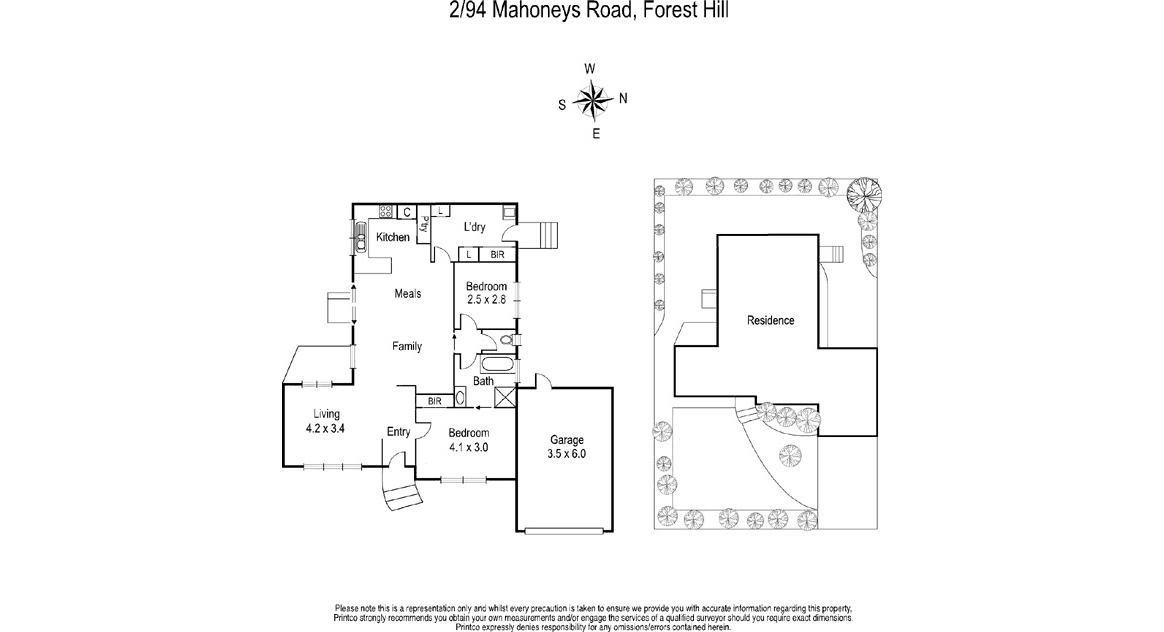 2/94 Mahoneys Road, Forest Hill
W
S
N
E
L
C
P'try
L'dry
Kitchen
L
BIR
Bedroom
2.5 x 2.8
Meals
Family
Residence
Bath
BIR
Living
4.2 x 3.4
Entry
Bedroom
4.1 x 3.0
Garage
3.5 x 6.0
Please note this is a representation only and whilst every precaution is taken to ensure we provide you with accurate information regarding this property,
Printco strongly recommends you obtain your own measurements and/or engage the services of a qualified surveyor should you require exact dimensions.
Printco expressly denies responsibility for any omissions/errors contained herein.